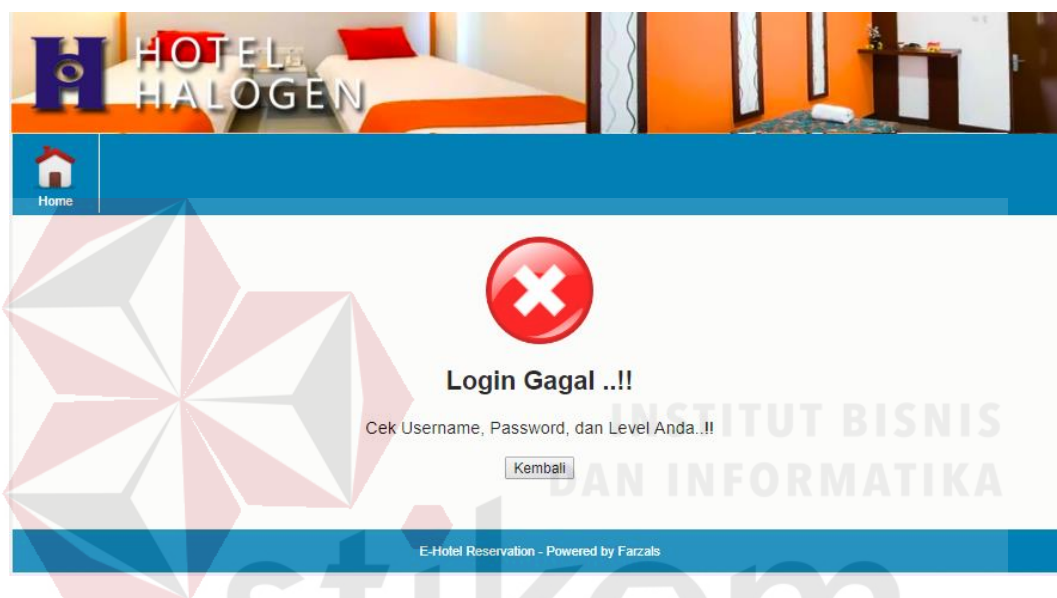 HOTEL
HALOGEN
Home
Login Gagal ..!!
Cek Username, Password, dan Level Anda..!!
INSTITUT BISNIS
Kembali
DAN INFORMATIKA
E-Hotel Reservation - Powered by Farzals
stikom